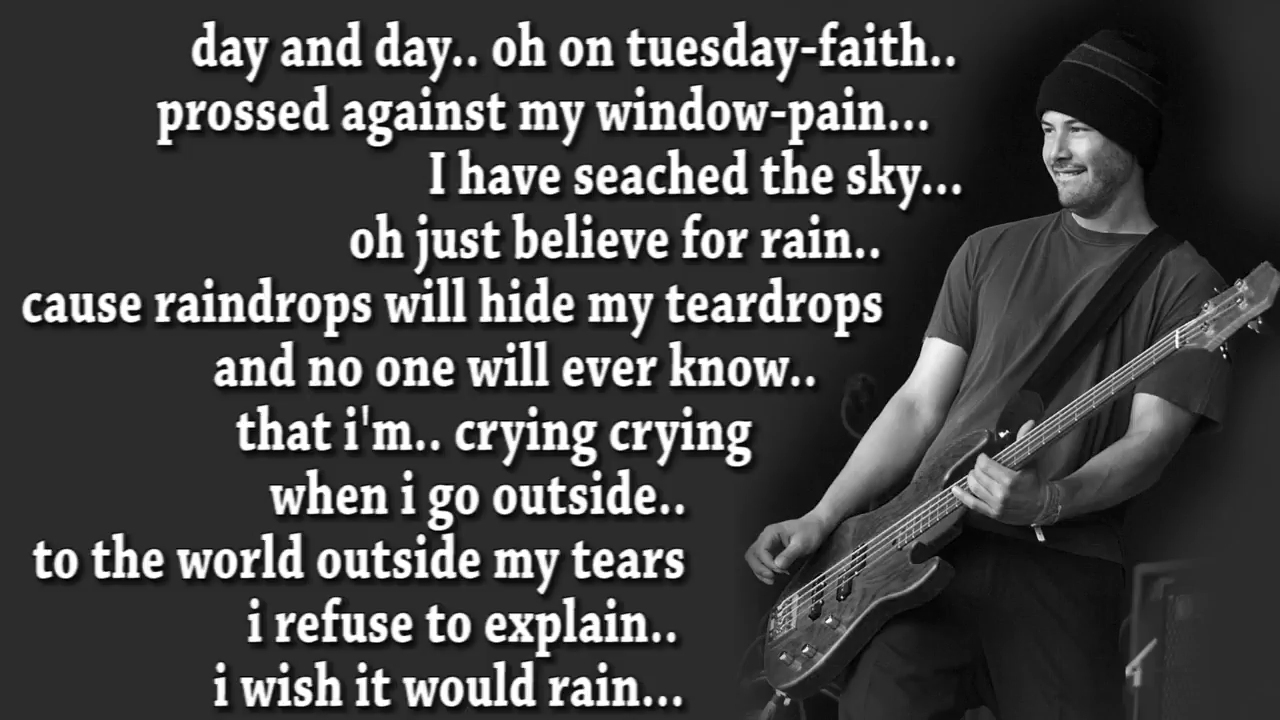 day and day.. oh on tuesday-faith..
prossed against my window-pain...
I have seached the sky...
oh just believe for rain..
cause raindrops will hide my teardrops
and no one will ever know..
that i'm.. crying crying
when i go outside..
to the world outside my tears
i refuse to explain..
i wish it would rain...